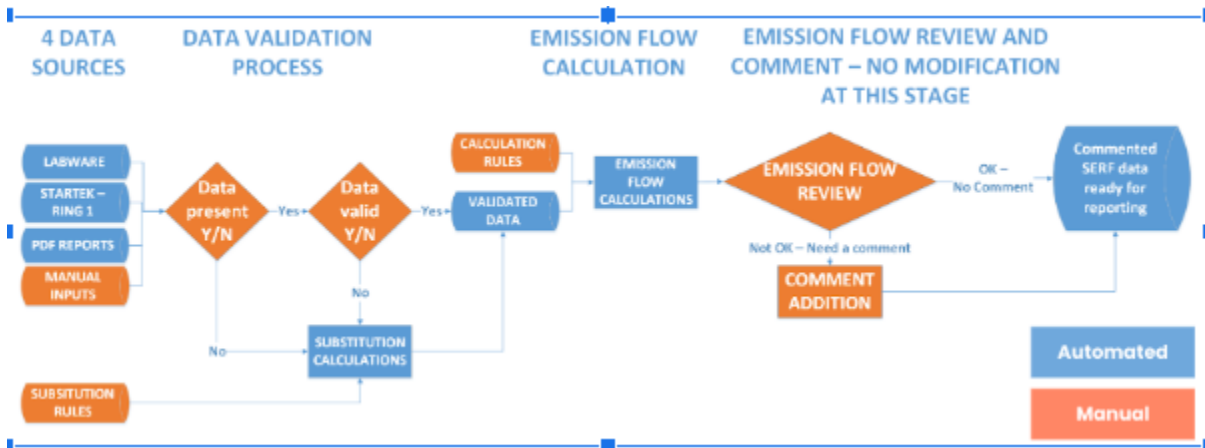 4 DATA
SOURCES
DATA VALIDATION
PROCESS
EMISSION FLOW
CALCULATION
EMISSION FLOW REVIEW AND
COMMENT – NO MODIFICATION
AT THIS STAGE
LABWARE
STARTEK –
RING 1
PDF REPORTS
MANUAL
INPUTS
SUBSITUTION
RULES
Data
present
Y/N
Yes
No
Data
valid
Y/N
Yes
No
SUBSTITUTION
CALCULATIONS
CALCULATION
RULES
VALIDATED
DATA
EMISSION
FLOW
CALCULATIONS
EMISSION FLOW
REVIEW
OK –
No Comment
Not OK – Need a comment
COMMENT
ADDITION
Commented
SERF data
ready for
reporting
Automated
Manual